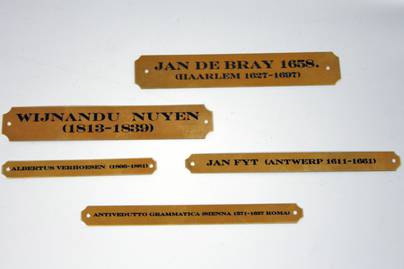 JAN DE BRAY 1658.
(HAARLEM 1627-1697)
WIJNANDU NUYEN
(1813-1839)
ALBERTUS VERHOESEN (1806-1881)
JAN FYT (ANTWERP 1611-1661)
ANTIVEDUTTO GRAMMATICA SIENNA 1571-1627 ROMA)